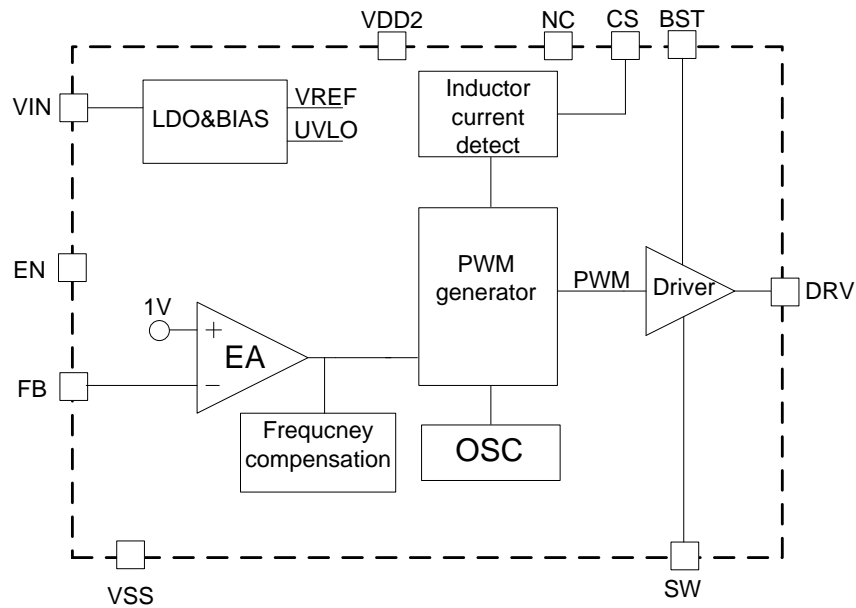 VDD2
NC
CS
BST
VIN
LDO&BIAS
VREF
UVLO
Inductor
current
detect
EN
1V
+
EA
−
FB
PWM
generator
PWM
Driver
DRV
Frequcney
compensation
OSC
VSS
SW